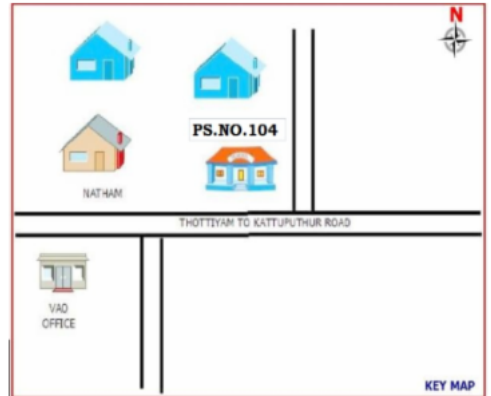 N
PS.NO.104
NATHAM
THOTTIYAM TO KATTUPUTHUR ROAD
VAO
OFFICE
KEY MAP